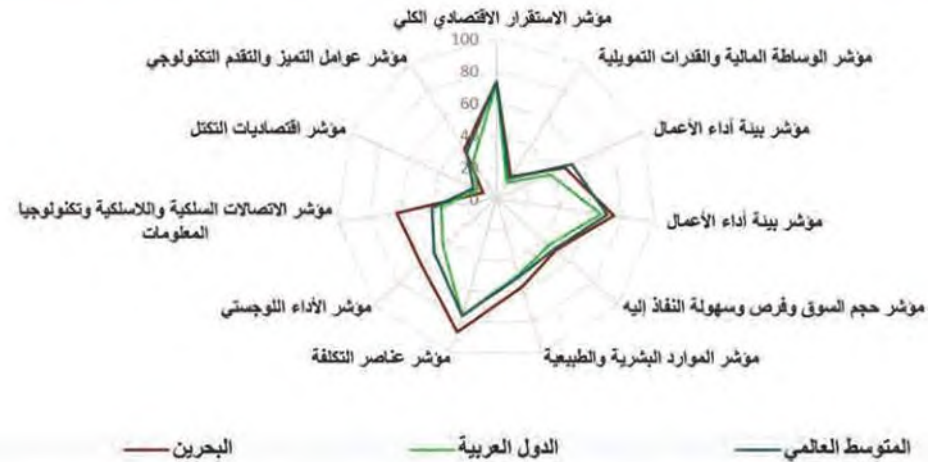 مؤشر الاستقرار الاقتصادي الكلي
مؤشر الوساطة المالية والقدرات التمويلية
مؤشر بيئة أداء الأعمال
مؤشر بيئة أداء الأعمال
مؤشر حجم السوق وفرص وسهولة النفاذ إليه
مؤشر الموارد البشرية والطبيعية
مؤشر عناصر التكلفة
مؤشر الأداء اللوجستي
مؤشر الاتصالات السلكية واللاسلكية وتكنولوجيا
المعلومات
مؤشر اقتصاديات التكتل
مؤشر عوامل التميز والتقدم التكنولوجي
100
80
60
40
20
0
المتوسط العالمي
الدول العربية
البحرين